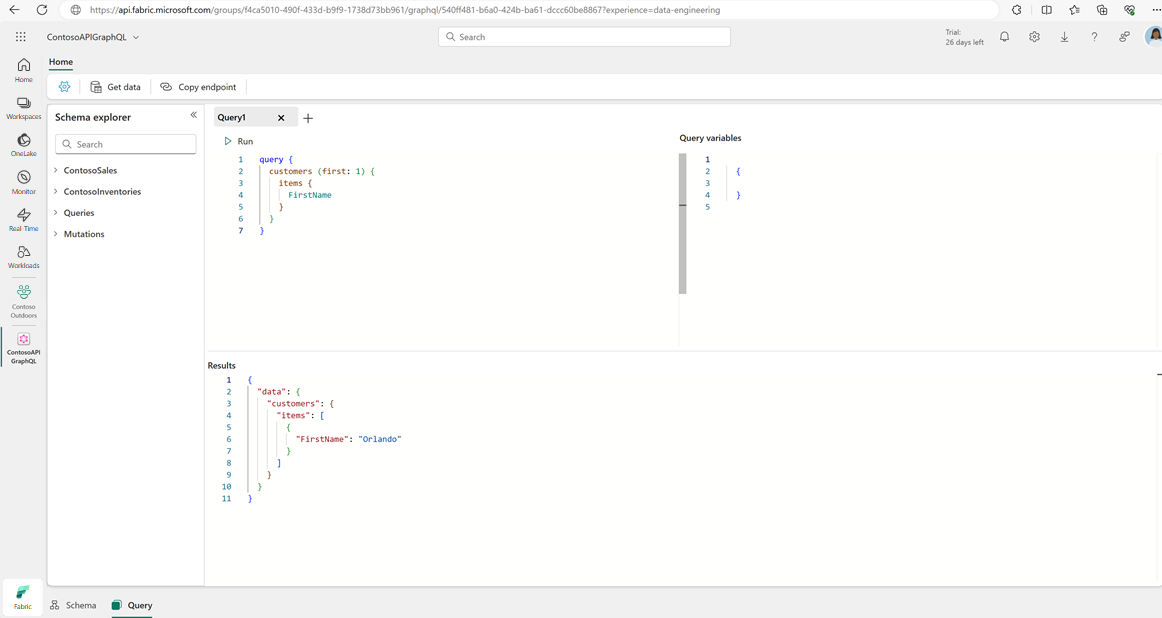 https://api.fabric.microsoft.com/groups/f4ca5010-490f-433d-b9f9-1738d73bb961/graphql/540ff481-b6a0-424b-ba61-dccc60be8867?experience=data-engineering
ContosoAPIGraphQL
Search
Trial:
26 days left
Home
Workspaces
OneLake
Monitor
Real-Time
Workloads
Contoso
Outdoors
ContosoAPI
GraphQL
Fabric
Home
Get data
Copy endpoint
Schema explorer
Search
ContosoSales
ContosoInventories
Queries
Mutations
Query1
Run
1 query {
2 customers (first: 1) {
3 items {
4 FirstName
5 }
6 }
7 }
Query variables
1
2 {
3
4 }
5
Results
1 {
2 "data": {
3 "customers": {
4 "items": [
5 {
6 "FirstName": "Orlando"
7 }
8 ]
9 }
10 }
11 }
Schema
Query